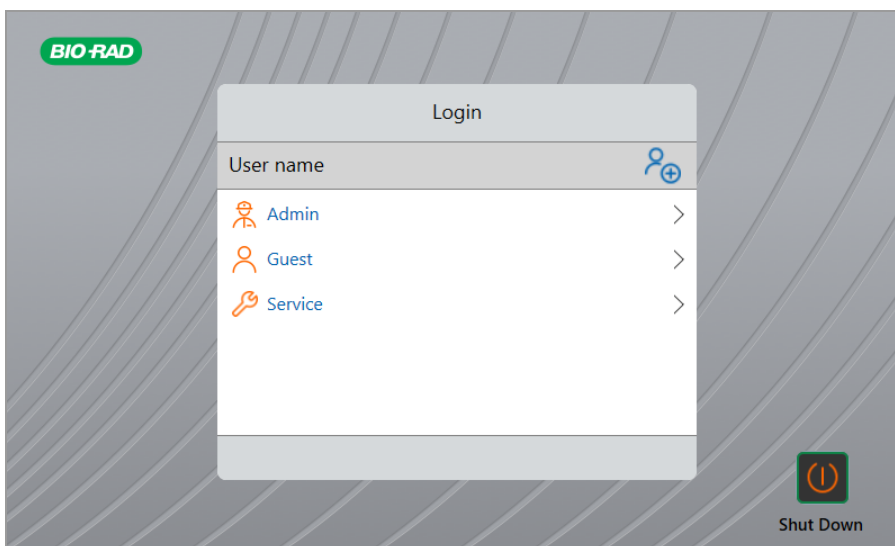 BIO-RAD
Login
User name
Admin
Guest
Service
Shut Down